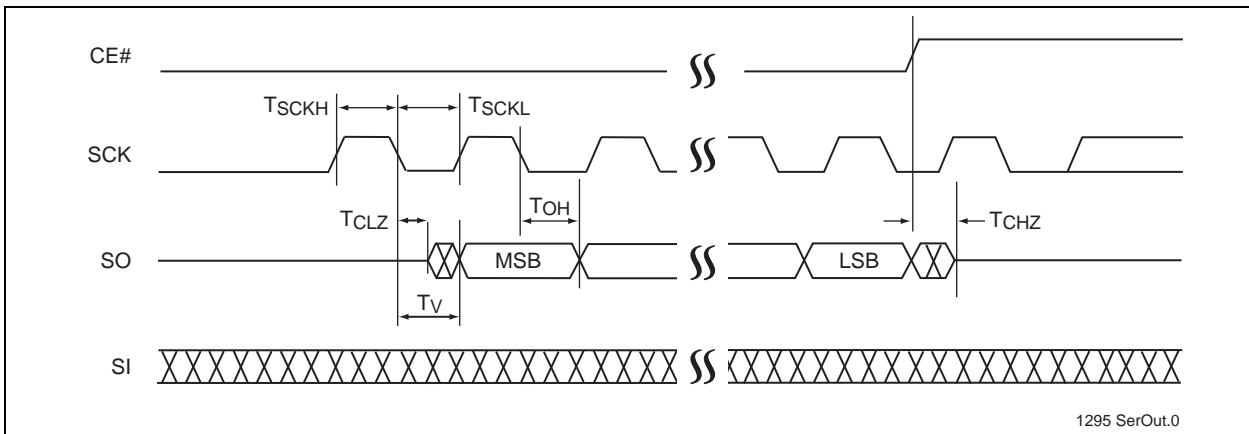 CE#
TSCKH
TSCKL
SCK
TOH
TCLZ
TCHZ
SO
MSB
LSB
TV
SI
1295 SerOut.0